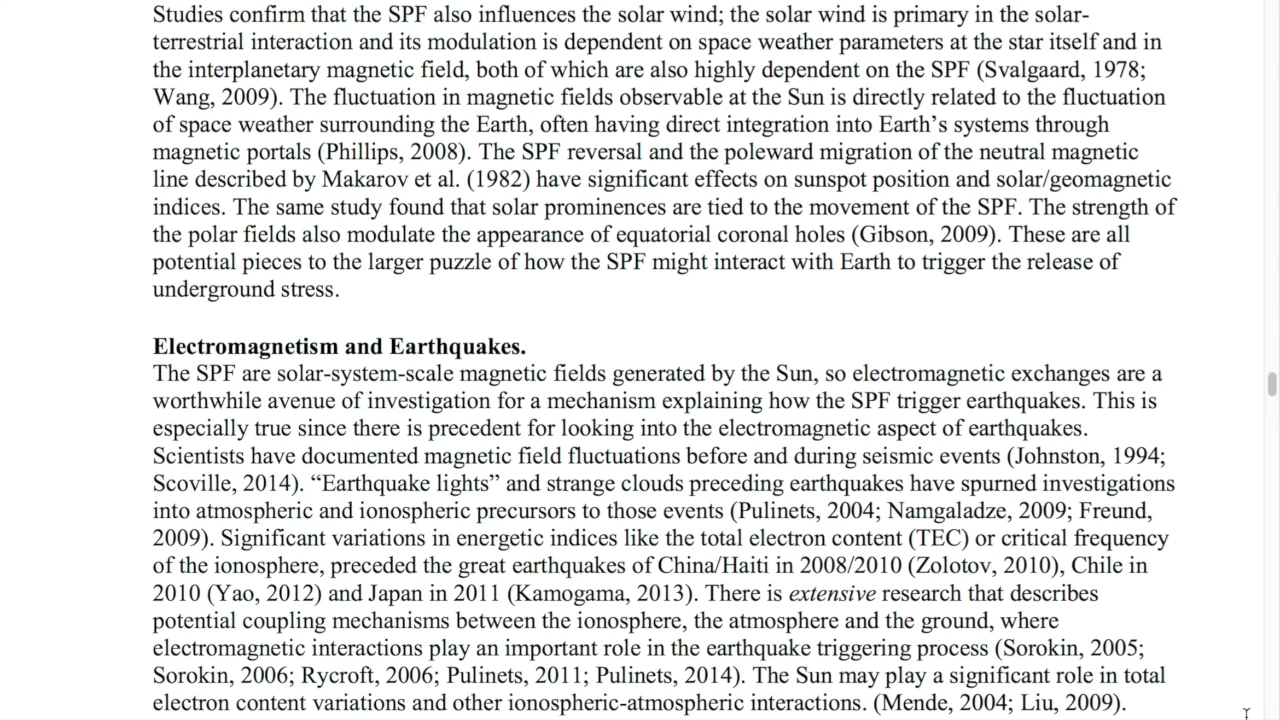 Studies confirm that the SPF also influences the solar wind; the solar wind is primary in the solar-
terrestrial interaction and its modulation is dependent on space weather parameters at the star itself and in
the interplanetary magnetic field, both of which are also highly dependent on the SPF (Svalgaard, 1978;
Wang, 2009). The fluctuation in magnetic fields observable at the Sun is directly related to the fluctuation
of space weather surrounding the Earth, often having direct integration into Earth’s systems through
magnetic portals (Phillips, 2008). The SPF reversal and the poleward migration of the neutral magnetic
line described by Makarov et al. (1982) have significant effects on sunspot position and solar/geomagnetic
indices. The same study found that solar prominences are tied to the movement of the SPF. The strength of
the polar fields also modulate the appearance of equatorial coronal holes (Gibson, 2009). These are all
potential pieces to the larger puzzle of how the SPF might interact with Earth to trigger the release of
underground stress.
Electromagnetism and Earthquakes.
The SPF are solar-system-scale magnetic fields generated by the Sun, so electromagnetic exchanges are a
worthwhile avenue of investigation for a mechanism explaining how the SPF trigger earthquakes. This is
especially true since there is precedent for looking into the electromagnetic aspect of earthquakes.
Scientists have documented magnetic field fluctuations before and during seismic events (Johnston, 1994;
Scoville, 2014). “Earthquake lights” and strange clouds preceding earthquakes have spurned investigations
into atmospheric and ionospheric precursors to those events (Pulinets, 2004; Namgaladze, 2009; Freund,
2009). Significant variations in energetic indices like the total electron content (TEC) or critical frequency
of the ionosphere, preceded the great earthquakes of China/Haiti in 2008/2010 (Zolotov, 2010), Chile in
2010 (Yao, 2012) and Japan in 2011 (Kamogama, 2013). There is extensive research that describes
potential coupling mechanisms between the ionosphere, the atmosphere and the ground, where
electromagnetic interactions play an important role in the earthquake triggering process (Sorokin, 2005;
Sorokin, 2006; Rycroft, 2006; Pulinets, 2011; Pulinets, 2014). The Sun may play a significant role in total
electron content variations and other ionospheric-atmospheric interactions. (Mende, 2004; Liu, 2009).